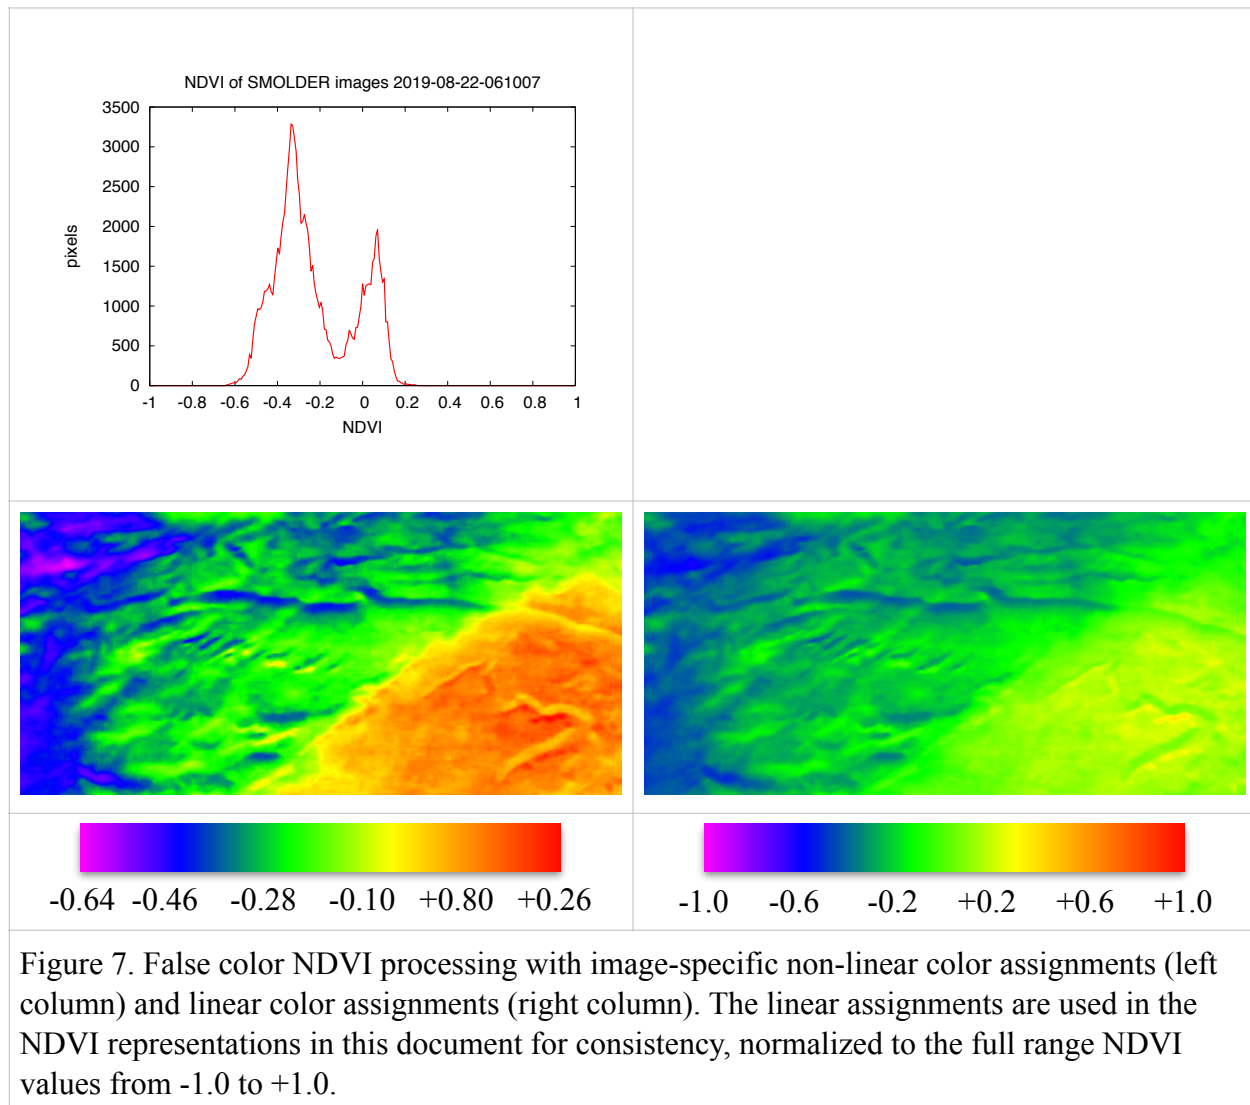 NDVI of SMOLDER images 2019-08-22-061007
3500
3000
2500
2000
1500
1000
500
0
pixels
-1 -0.8 -0.6 -0.4 -0.2 0 0.2 0.4 0.6 0.8 1
NDVI
-0.64 -0.46 -0.28 -0.10 +0.80 +0.26
-1.0 -0.6 -0.2 +0.2 +0.6 +1.0
Figure 7. False color NDVI processing with image-specific non-linear color assignments (left
column) and linear color assignments (right column). The linear assignments are used in the
NDVI representations in this document for consistency, normalized to the full range NDVI
values from -1.0 to +1.0.